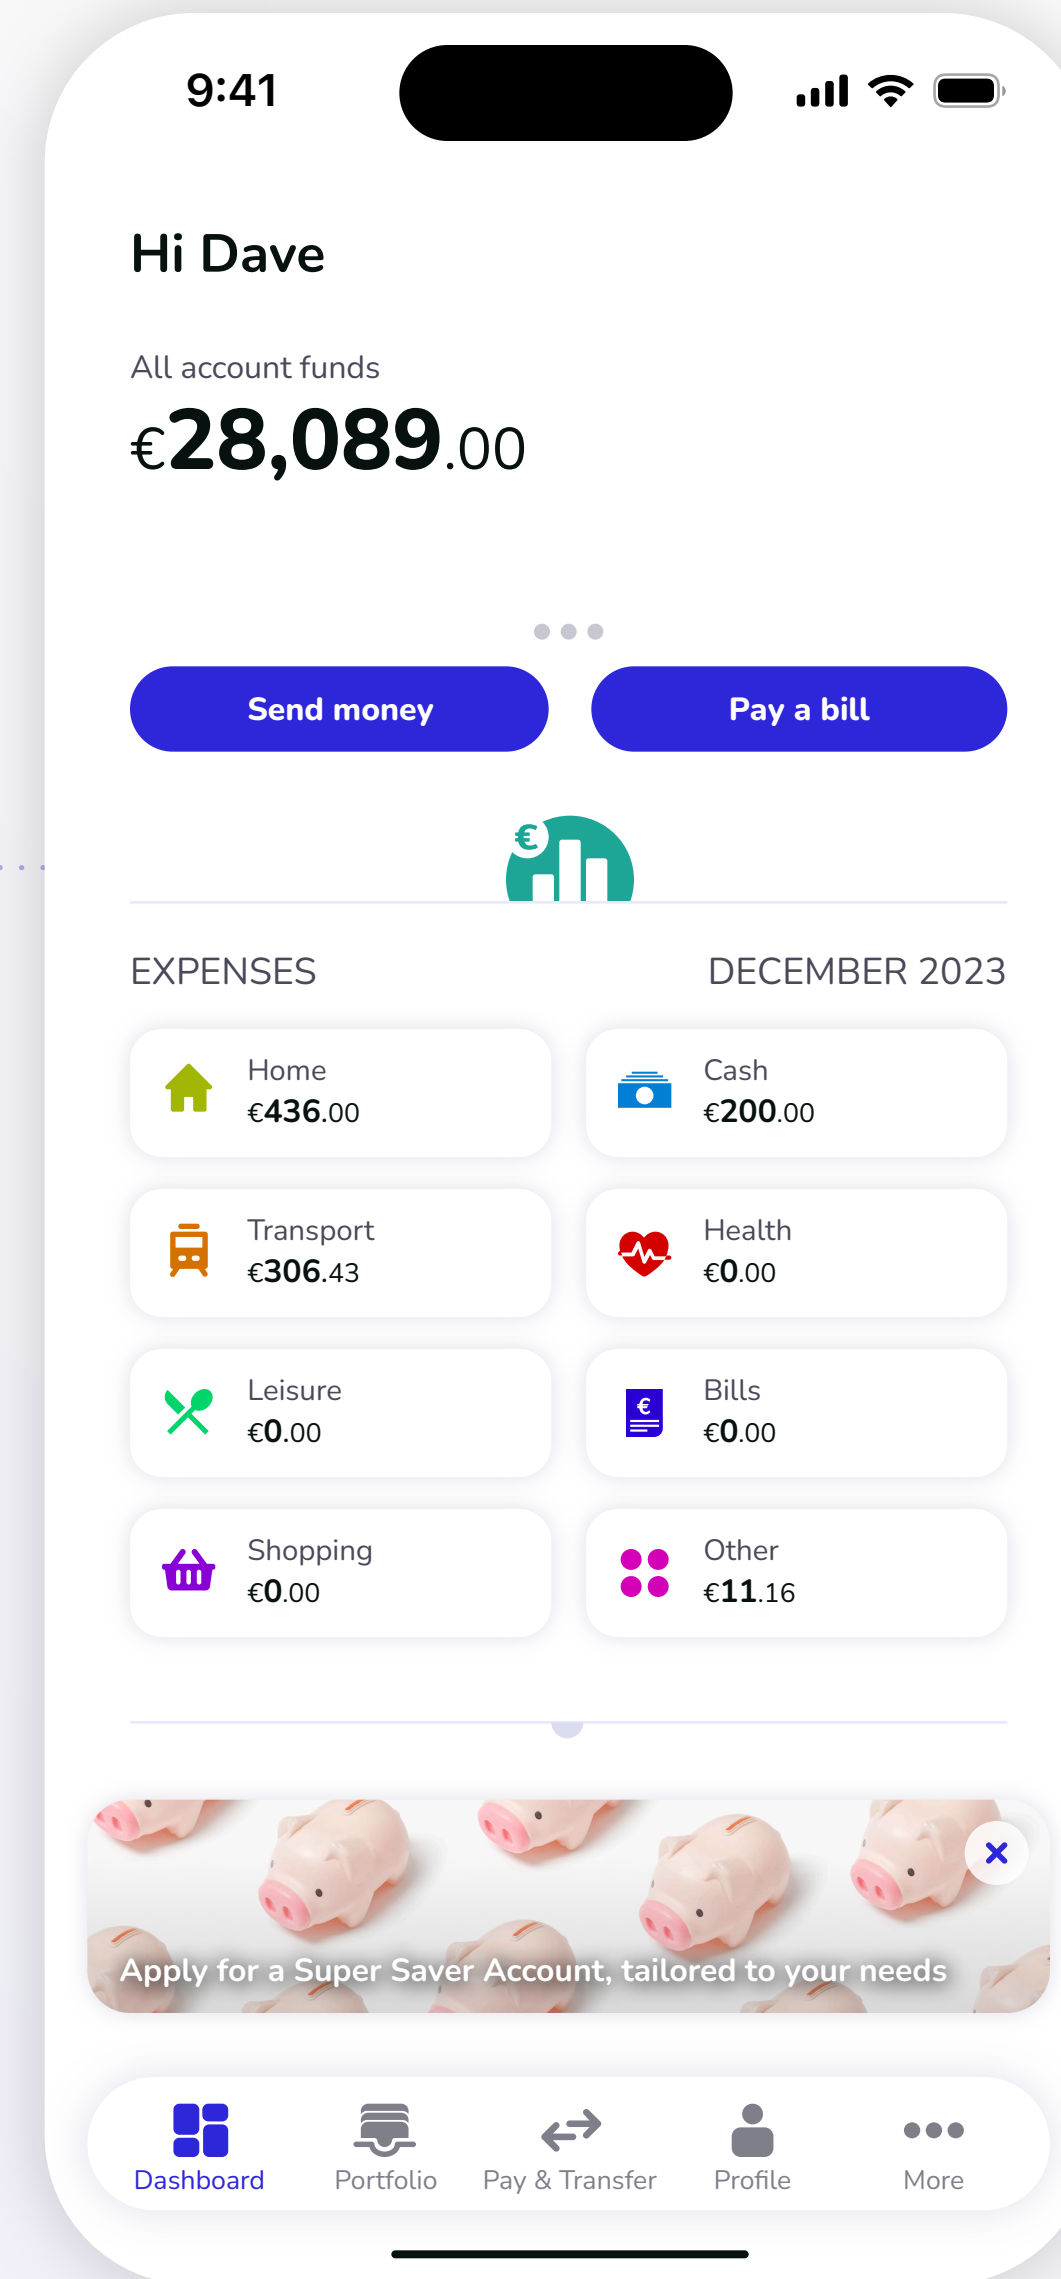 9:41
Hi Dave
All account funds
€28,089.00
Send money Pay a bill
€
EXPENSES DECEMBER 2023
Home Cash
€436.00 €200.00
Transport Health
€306.43 €0.00
Leisure Bills
€0.00 €0.00
€
Shopping Other
€0.00 €11.16
Apply for a Super Saver Account, tailored to your needs
Dashboard Portfolio Pay & Transfer Profile More